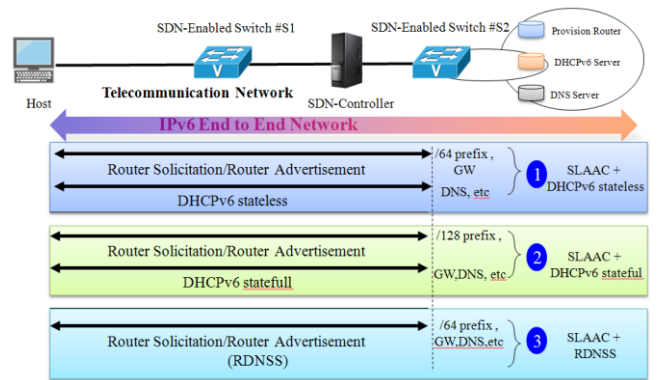 SDN-Enabled Switch #S1
SDN-Enabled Switch #S2
Provision Router
DHCPv6 Server
DNS Server
Host
Telecommunication Network
SDN-Controller
IPv6 End to End Network
Router Solicitation/Router Advertisement
DHCPv6 stateless
/64 prefix ,
GW
DNS, etc
1
SLAAC +
DHCPv6 stateless
Router Solicitation/Router Advertisement
DHCPv6 statefull
/128 prefix ,
GW,DNS, etc
2
SLAAC +
DHCPv6 stateful
Router Solicitation/Router Advertisement
(RDNSS)
/64 prefix ,
GW,DNS,etc
3
SLAAC +
RDNSS